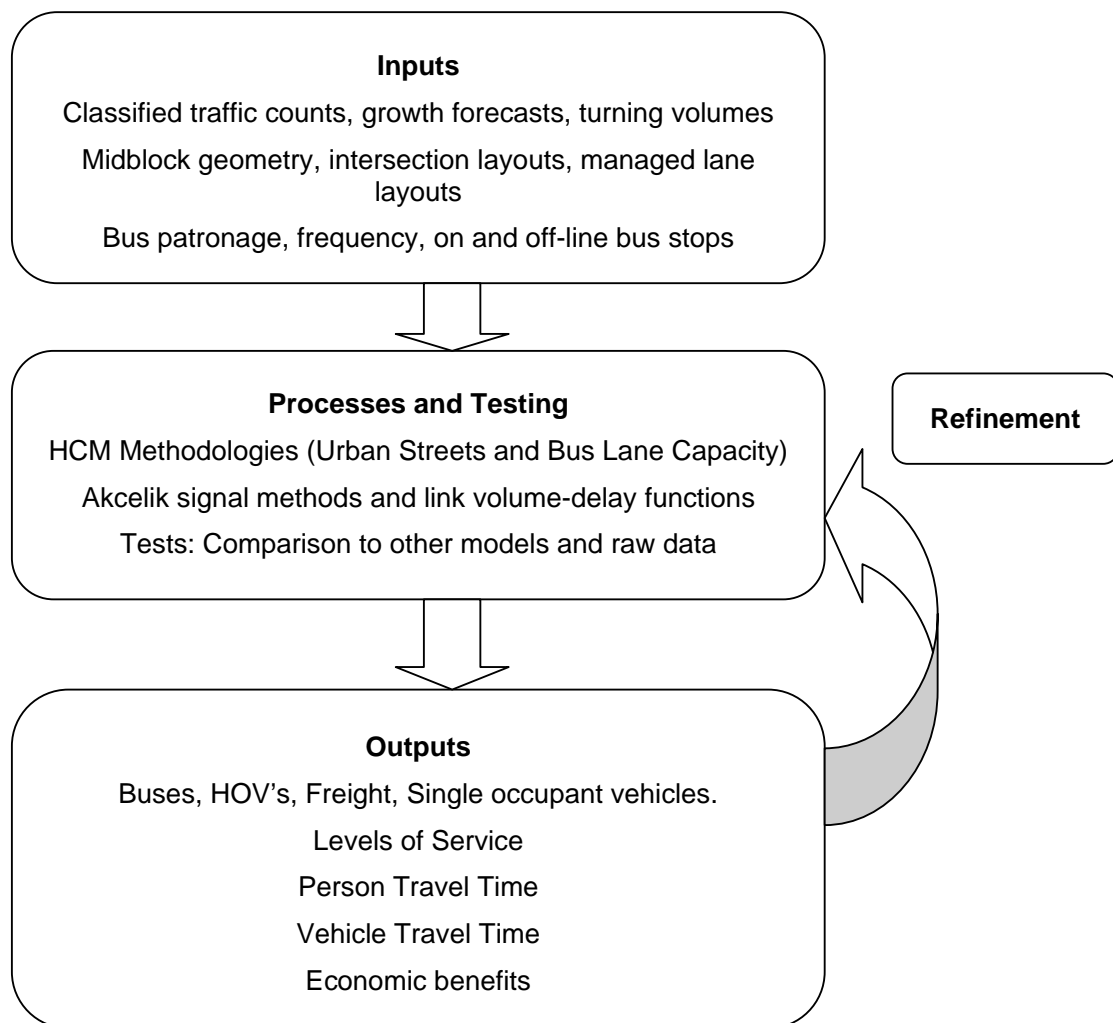 Inputs
Classified traffic counts, growth forecasts, turning volumes
Midblock geometry, intersection layouts, managed lane
layouts
Bus patronage, frequency, on and off-line bus stops
Processes and Testing
HCM Methodologies (Urban Streets and Bus Lane Capacity)
Akcelik signal methods and link volume-delay functions
Tests: Comparison to other models and raw data
Refinement
Outputs
Buses, HOV's, Freight, Single occupant vehicles.
Levels of Service
Person Travel Time
Vehicle Travel Time
Economic benefits